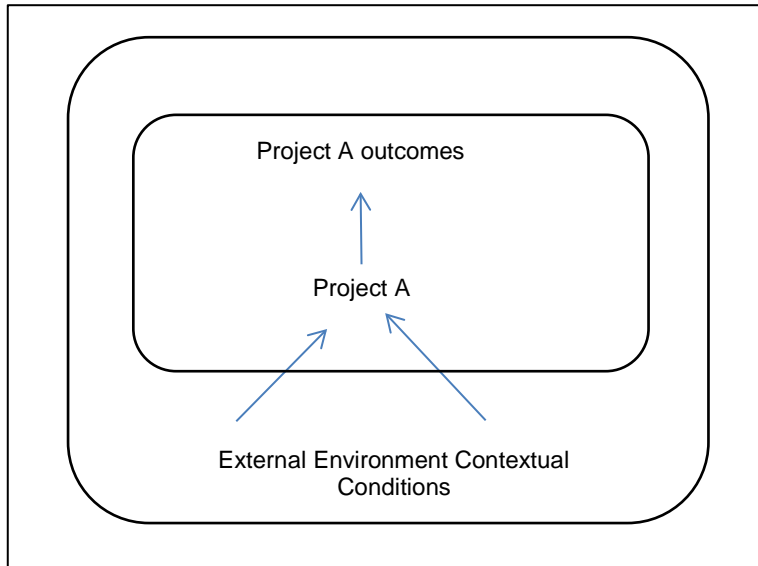 Project A outcomes
Project A
External Environment Contextual
Conditions